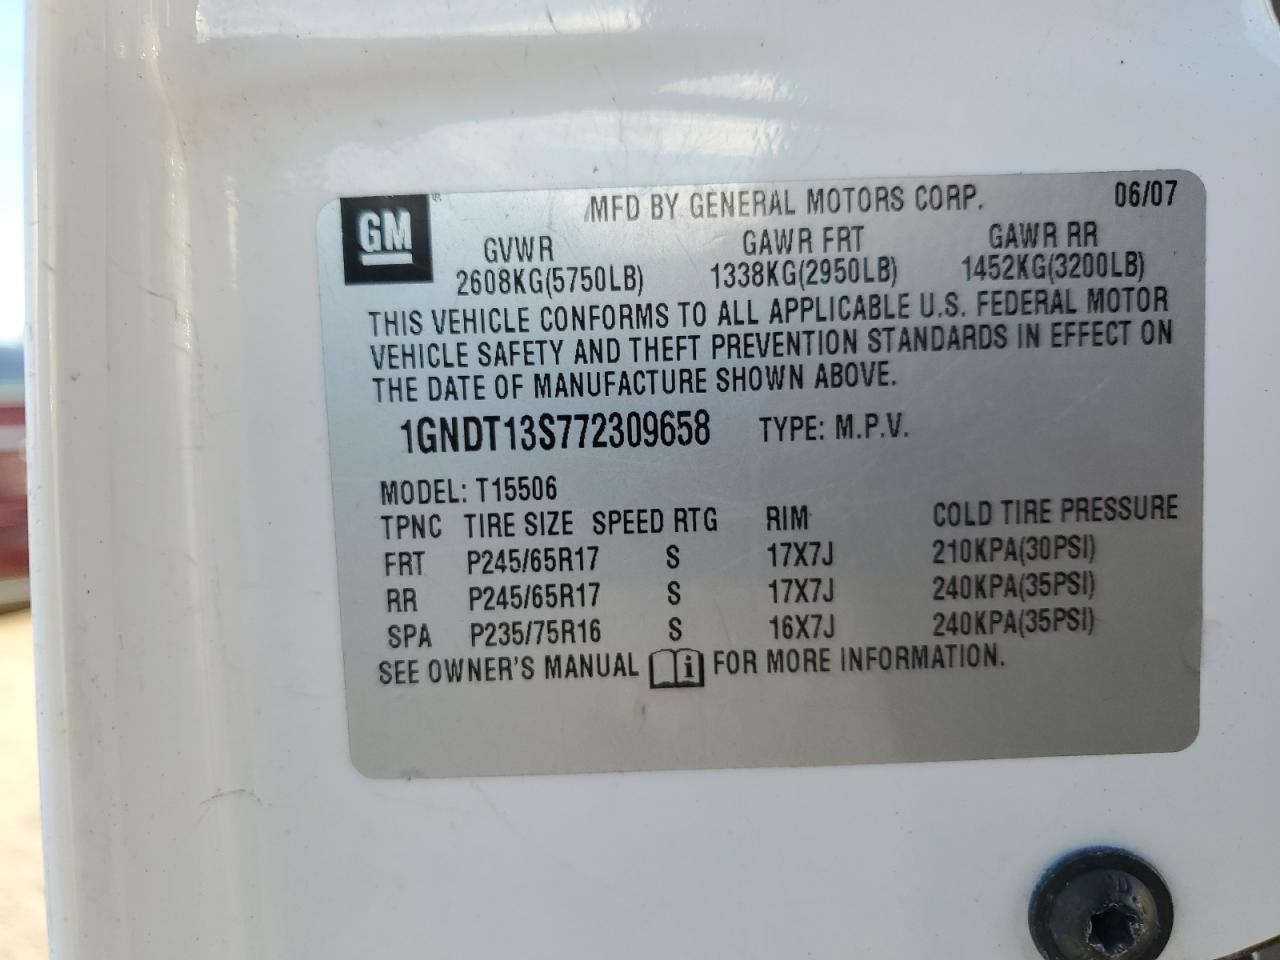 GM
MFD BY GENERAL MOTORS CORP. 06/07
GVWR GAWR FRT GAWR RR
2608KG(5750LB) 1338KG(2950LB) 1452KG(3200LB)
THIS VEHICLE CONFORMS TO ALL APPLICABLE U.S. FEDERAL MOTOR
VEHICLE SAFETY AND THEFT PREVENTION STANDARDS IN EFFECT ON
THE DATE OF MANUFACTURE SHOWN ABOVE.
1GNDT13S772309658 TYPE: M.P.V.
MODEL: T15506
TPNC TIRE SIZE SPEED RTG RIM COLD TIRE PRESSURE
FRT P245/65R17 S 17X7J 210KPA(30PSI)
RR P245/65R17 S 17X7J 240KPA(35PSI)
SPA P235/75R16 S 16X7J 240KPA(35PSI)
SEE OWNER'S MANUAL i FOR MORE INFORMATION.